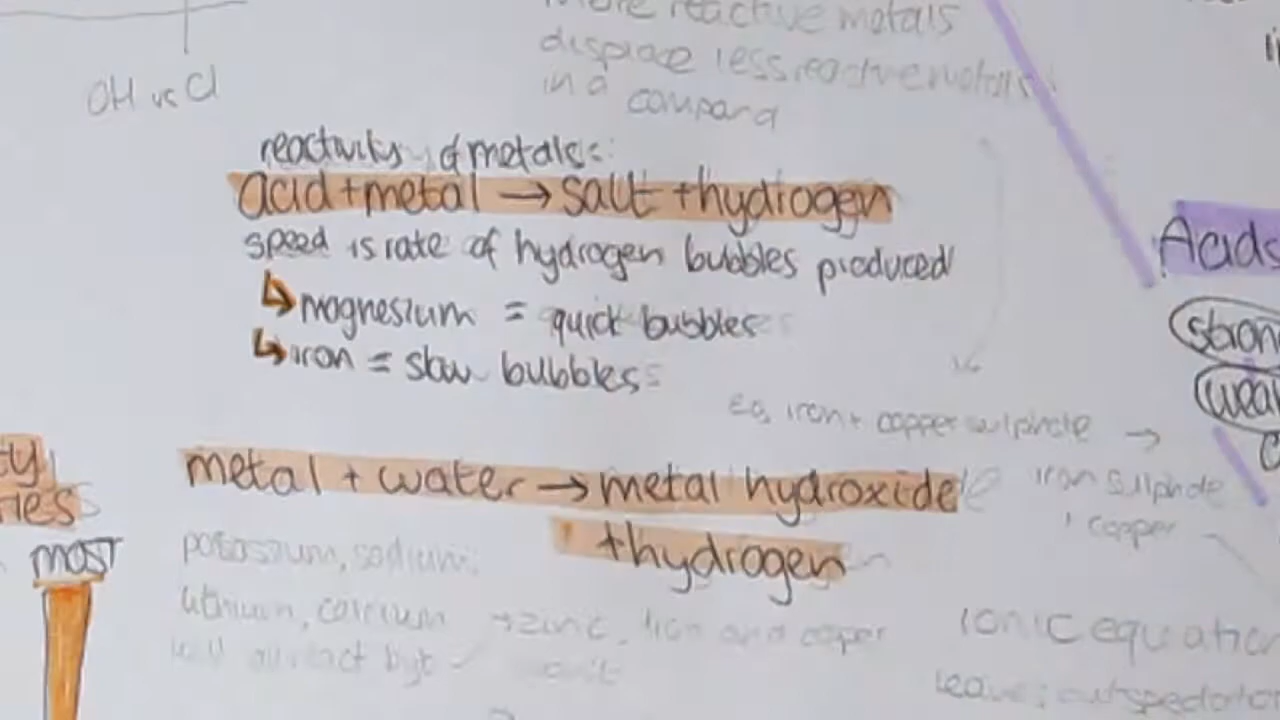 more reactive metals
displace less reactive metals
in a compound
OH vs Cl
reactivity of metals:
acid + metal → salt + hydrogen
speed is rate of hydrogen bubbles produced
↳ magnesium = quick bubbles
↳ iron = slow bubbles
eg iron + copper sulphate →
iron sulphate
copper
metal + water → metal hydroxide
+ hydrogen
most
potassium, sodium,
lithium, calcium
→ zinc, iron and copper
will but
Acids
ionic equation